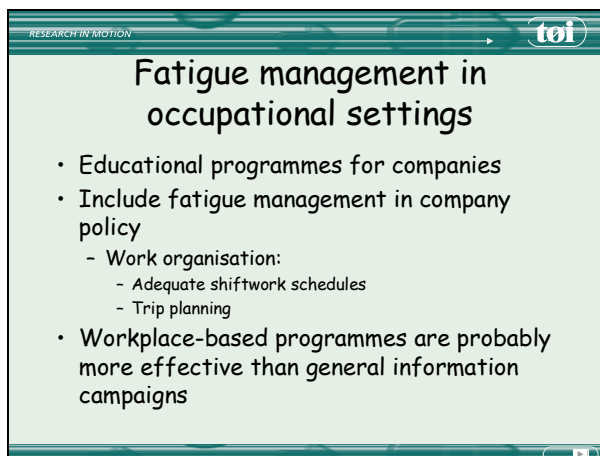 RESEARCH IN MOTION
tøi
Fatigue management in
occupational settings
• Educational programmes for companies
• Include fatigue management in company
policy
– Work organisation:
– Adequate shiftwork schedules
– Trip planning
• Workplace-based programmes are probably
more effective than general information
campaigns